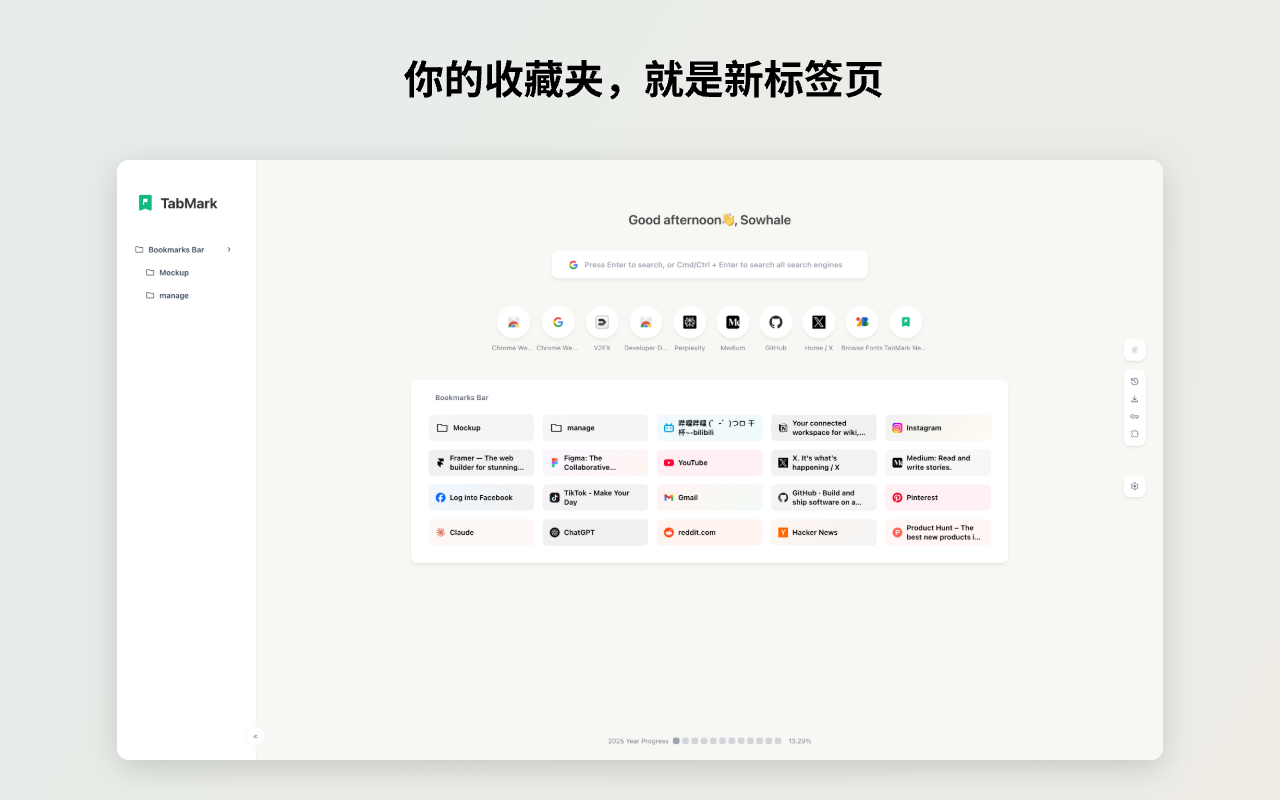 你的收藏夹，就是新标签页
TabMark
Bookmarks Bar
Mockup
manage
Good afternoon👋, Sowhale
Press Enter to search, or Cmd/Ctrl + Enter to search all search engines
Chrome We...
Chrome We...
V2EX
Developer D...
Perplexity
Medium
GitHub
Home / X
Browse Fonts
TabMark Ne...
Bookmarks Bar
Mockup
manage
哔哩哔哩 (゜-゜)つロ 干
杯~-bilibili
Your connected
workspace for wiki,...
Instagram
Framer — The web
builder for stunning...
Figma: The
Collaborative...
YouTube
X. It's what's
happening / X
Medium: Read and
write stories.
Log into Facebook
TikTok - Make Your
Day
Gmail
GitHub · Build and
ship software on a...
Pinterest
Claude
ChatGPT
reddit.com
Hacker News
Product Hunt – The
best new products i...
<
2025 Year Progress
13.29%